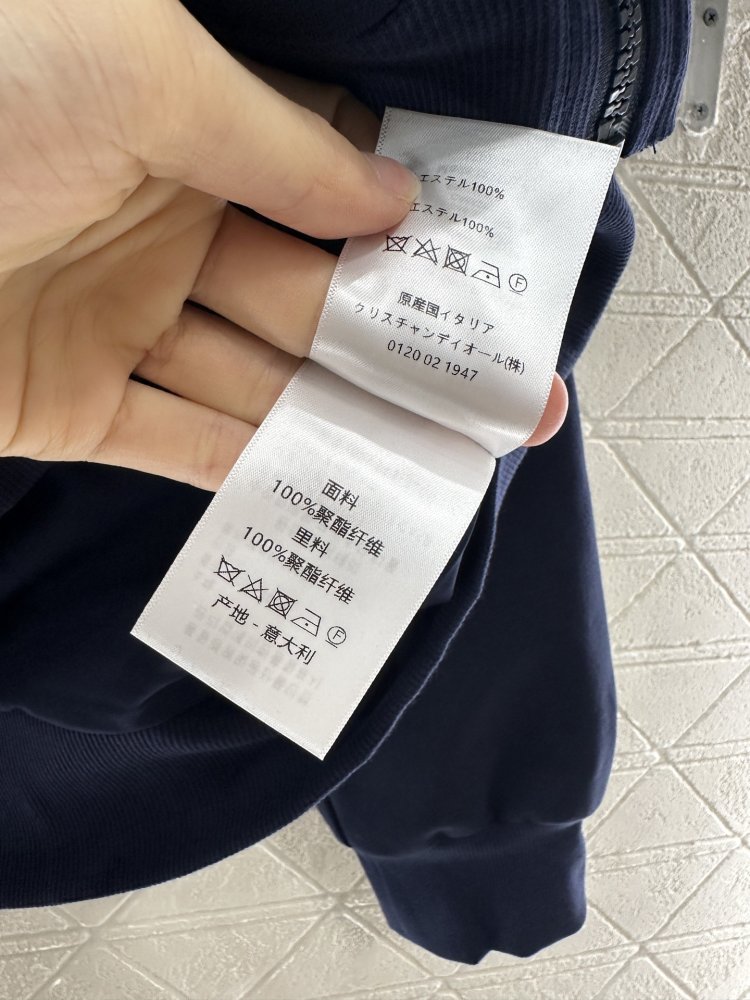 エステル100%
エステル100%
F
原産国イタリア
クリスチャンディオール(株)
0120 02 1947
面料
100%聚酯纤维
里料
100%聚酯纤维
F
产地 - 意大利